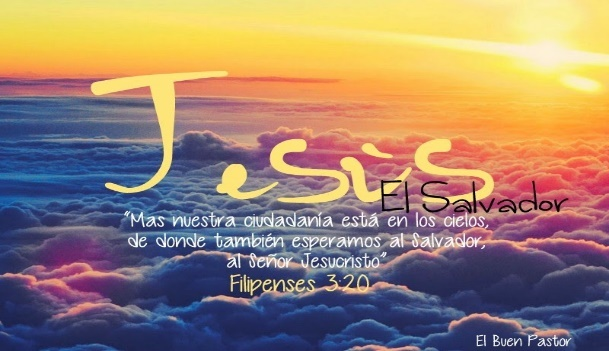 Jesùs
El Salvador
"Mas nuestra ciudadanía está en los cielos,
de donde también esperamos al Salvador,
al Señor Jesucristo"
Filipenses 3:20
El Buen Pastor